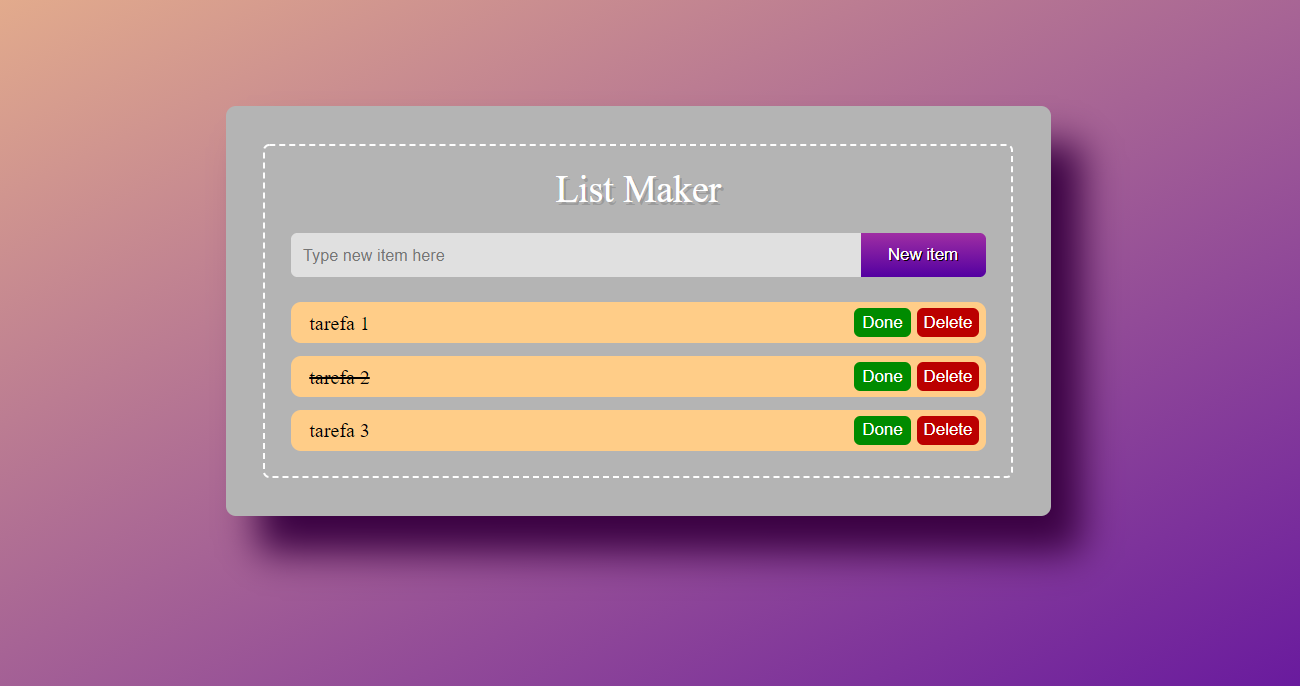 List Maker
Type new item here New item
tarefa 1 Done Delete
tarefa 2 Done Delete
tarefa 3 Done Delete